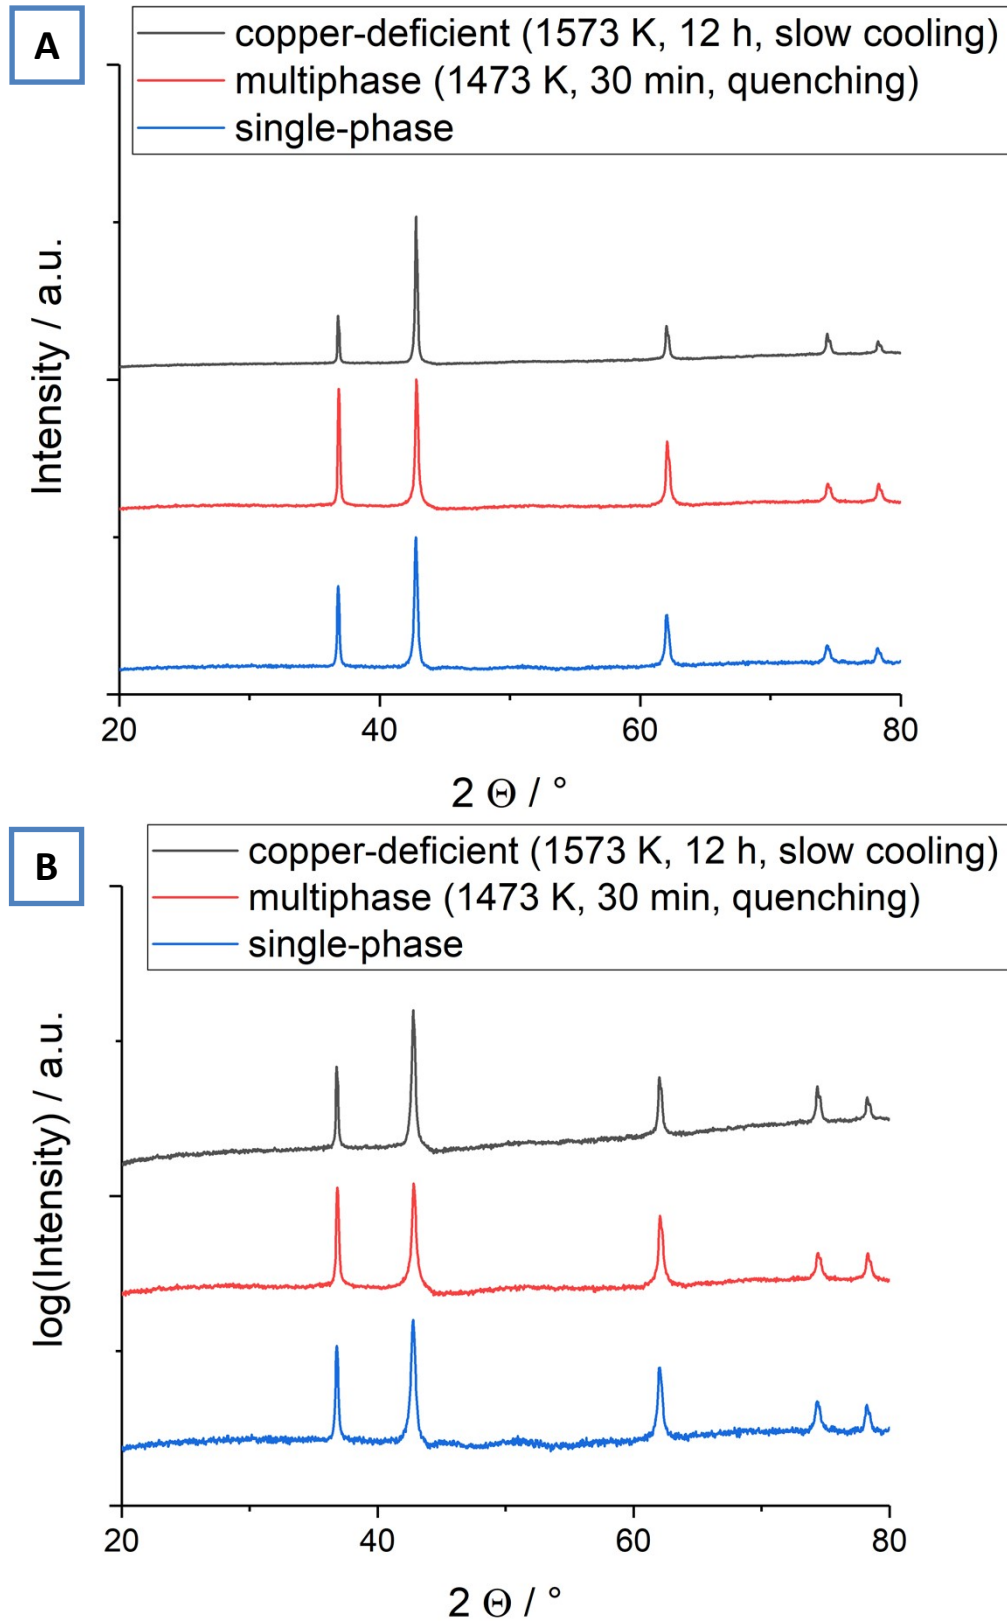 A
copper-deficient (1573 K, 12 h, slow cooling)
multiphase (1473 K, 30 min, quenching)
single-phase
Intensity / a.u.
20 40 60 80
2 Θ / °
B
copper-deficient (1573 K, 12 h, slow cooling)
multiphase (1473 K, 30 min, quenching)
single-phase
log(Intensity) / a.u.
20 40 60 80
2 Θ / °